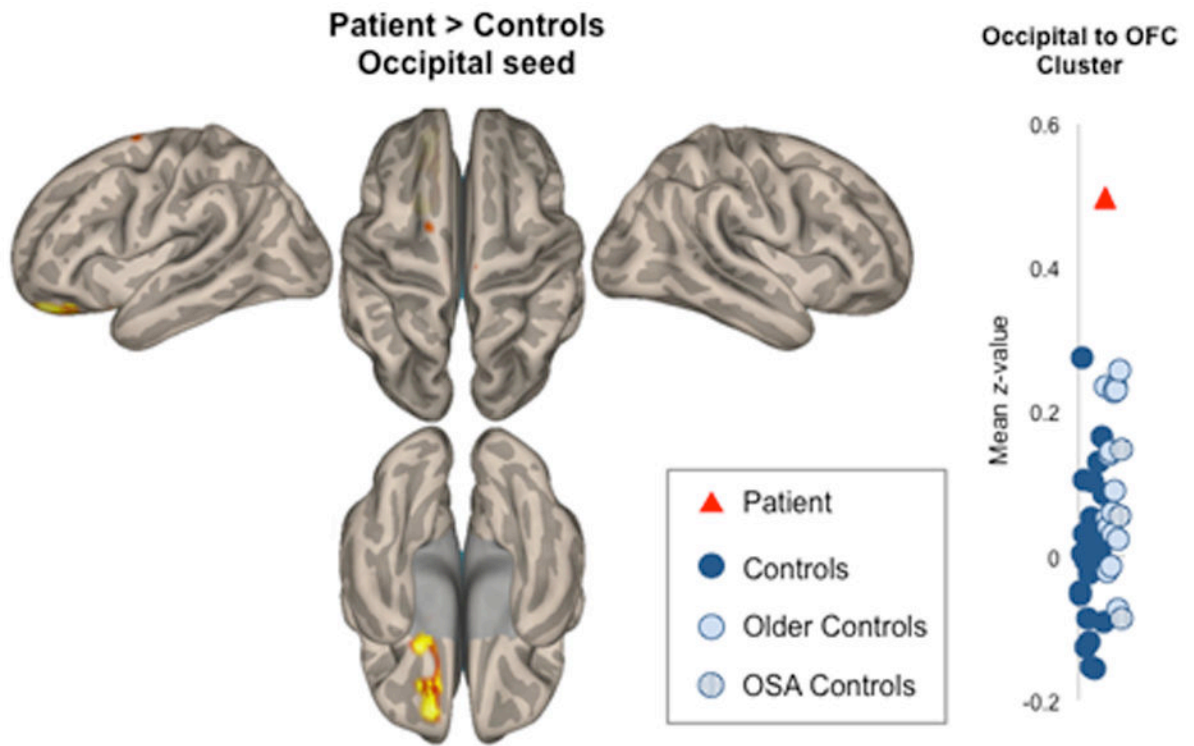 Patient > Controls
Occipital seed
Occipital to OFC
Cluster
0.6
0.4
0.2
0
-0.2
Mean z-value
Patient
Controls
Older Controls
OSA Controls